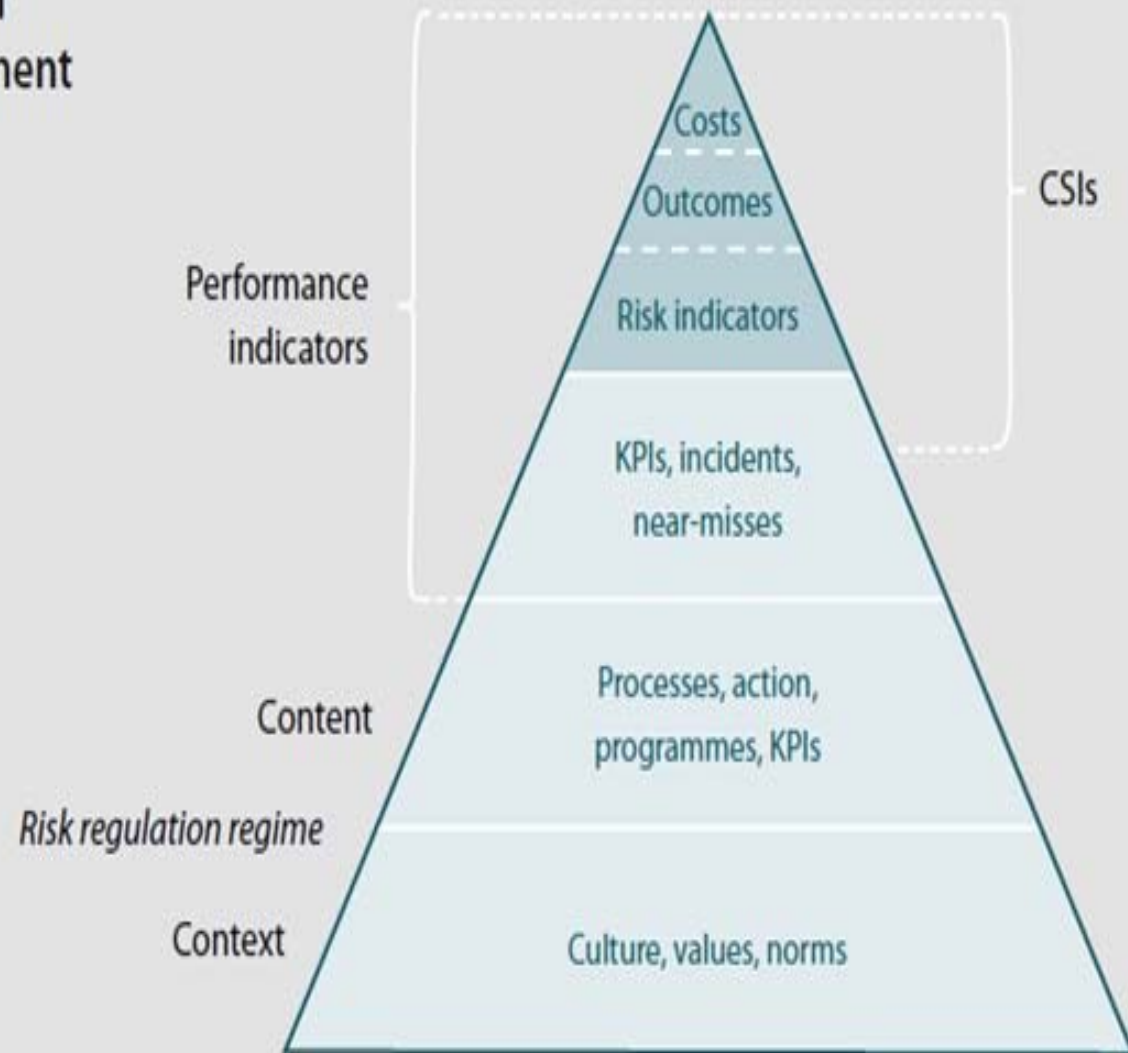 Costs
Outcomes
CSIs
Performance
indicators
Risk indicators
KPIs, incidents,
near-misses
Content
Processes, action,
programmes, KPIs
Risk regulation regime
Context
Culture, values, norms